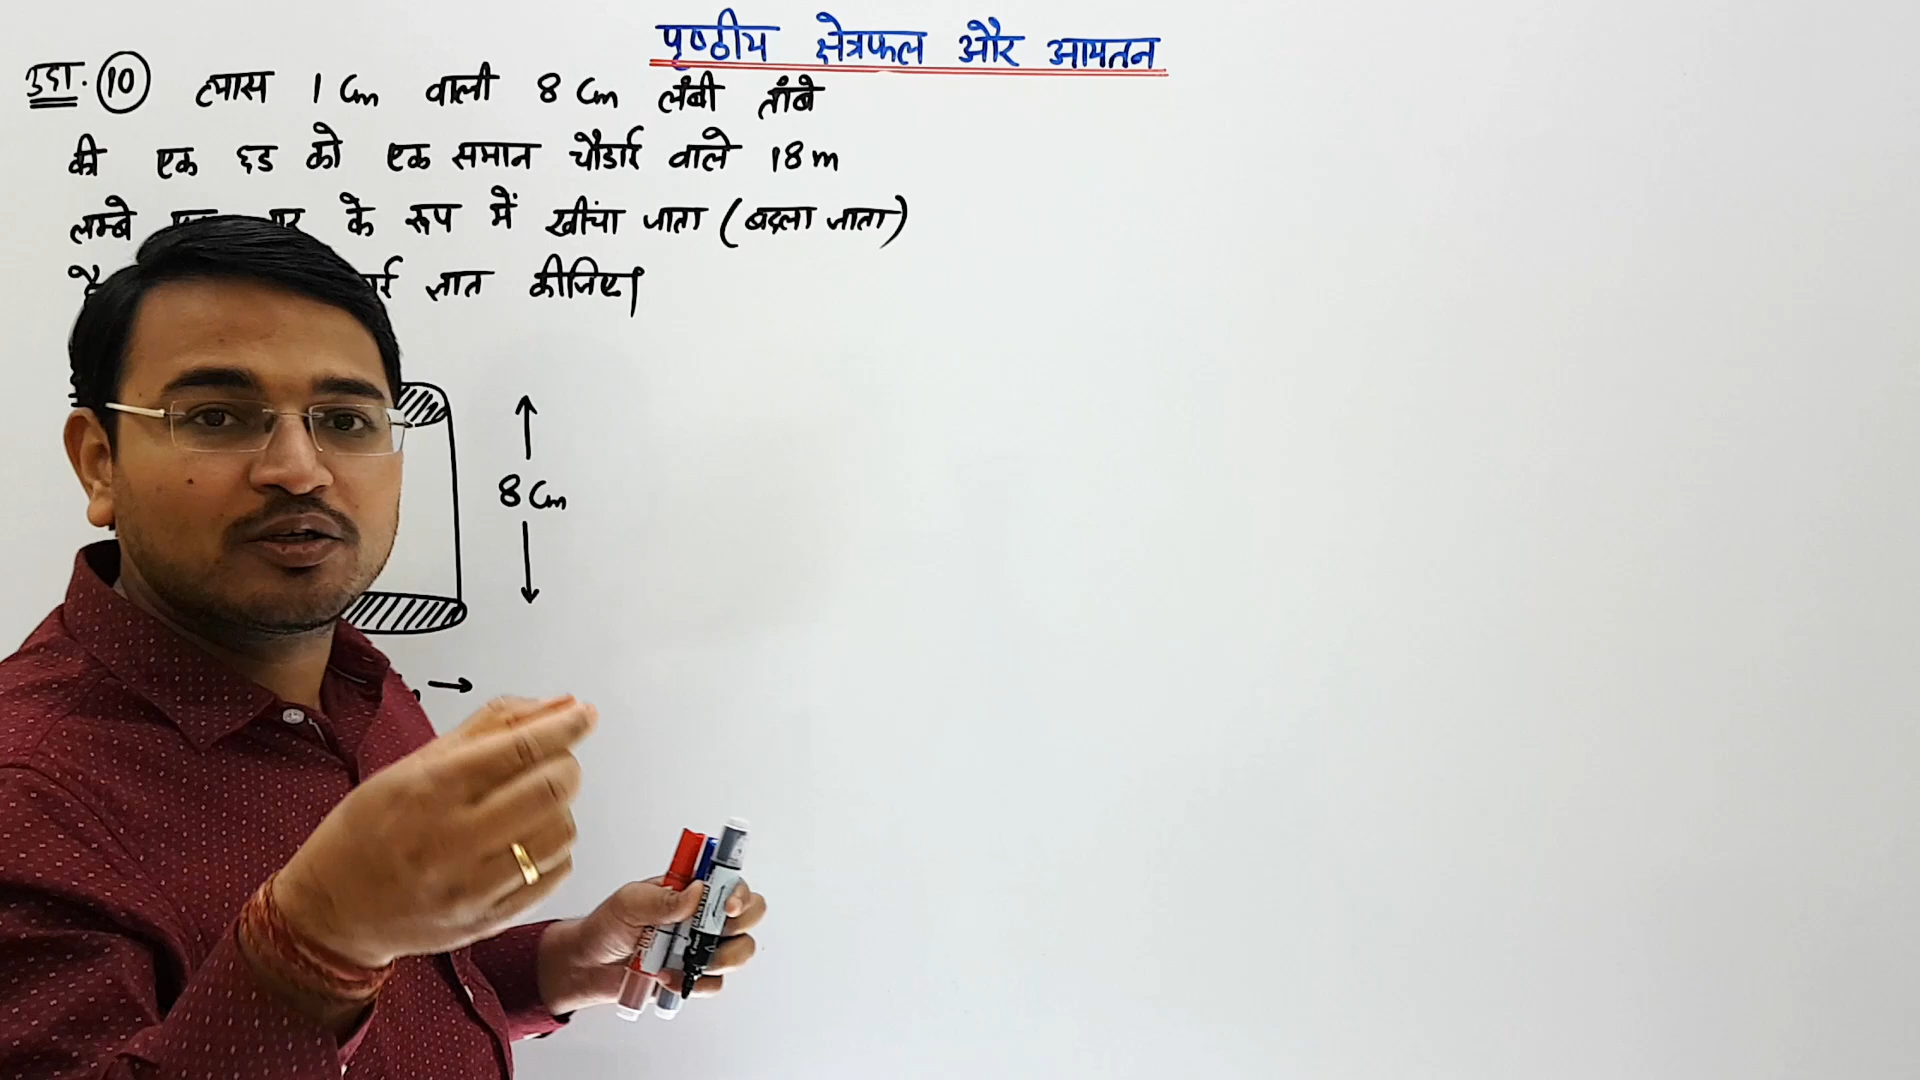 पृष्ठीय क्षेत्रफल और आयतन
उदा. 10 व्यास 1 Cm वाली 8 Cm लंबी तांबे
की एक छड को एक समान चौडाई वाले 18 m
लम्बे के रूप में खींचा जाता (बदला जाता)
है ज्ञात कीजिए।
8 Cm